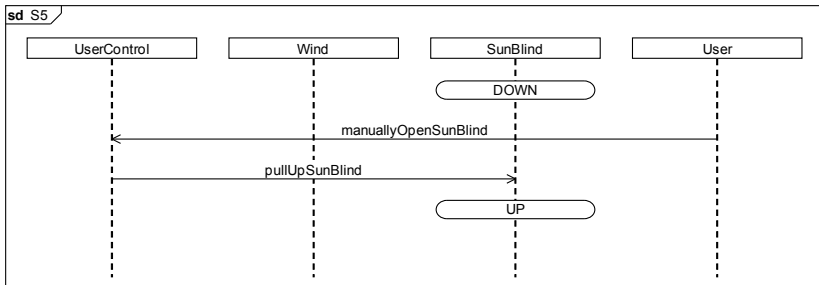 sd S5
UserControl
Wind
SunBlind
User
DOWN
manuallyOpenSunBlind
pullUpSunBlind
UP